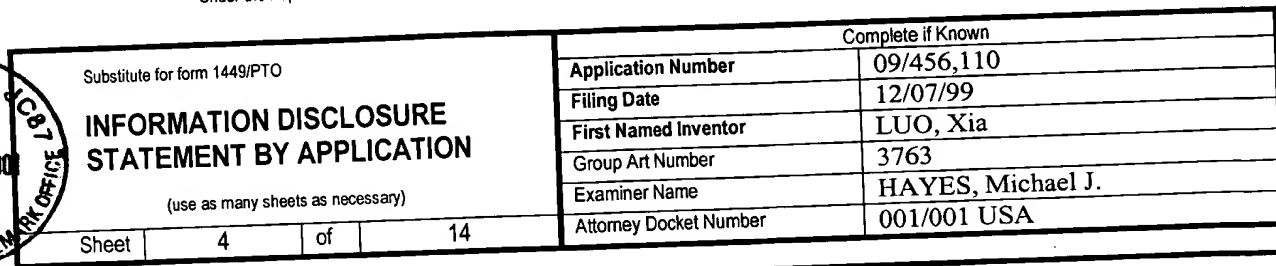 Substitute for form 1449/PTO
INFORMATION DISCLOSURE
STATEMENT BY APPLICATION
(use as many sheets as necessary)
Sheet 4 of 14
Complete if Known
Application Number 09/456,110
Filing Date 12/07/99
First Named Inventor LUO, Xia
Group Art Number 3763
Examiner Name HAYES, Michael J.
Attorney Docket Number 001/001 USA
JC87
OFFICE